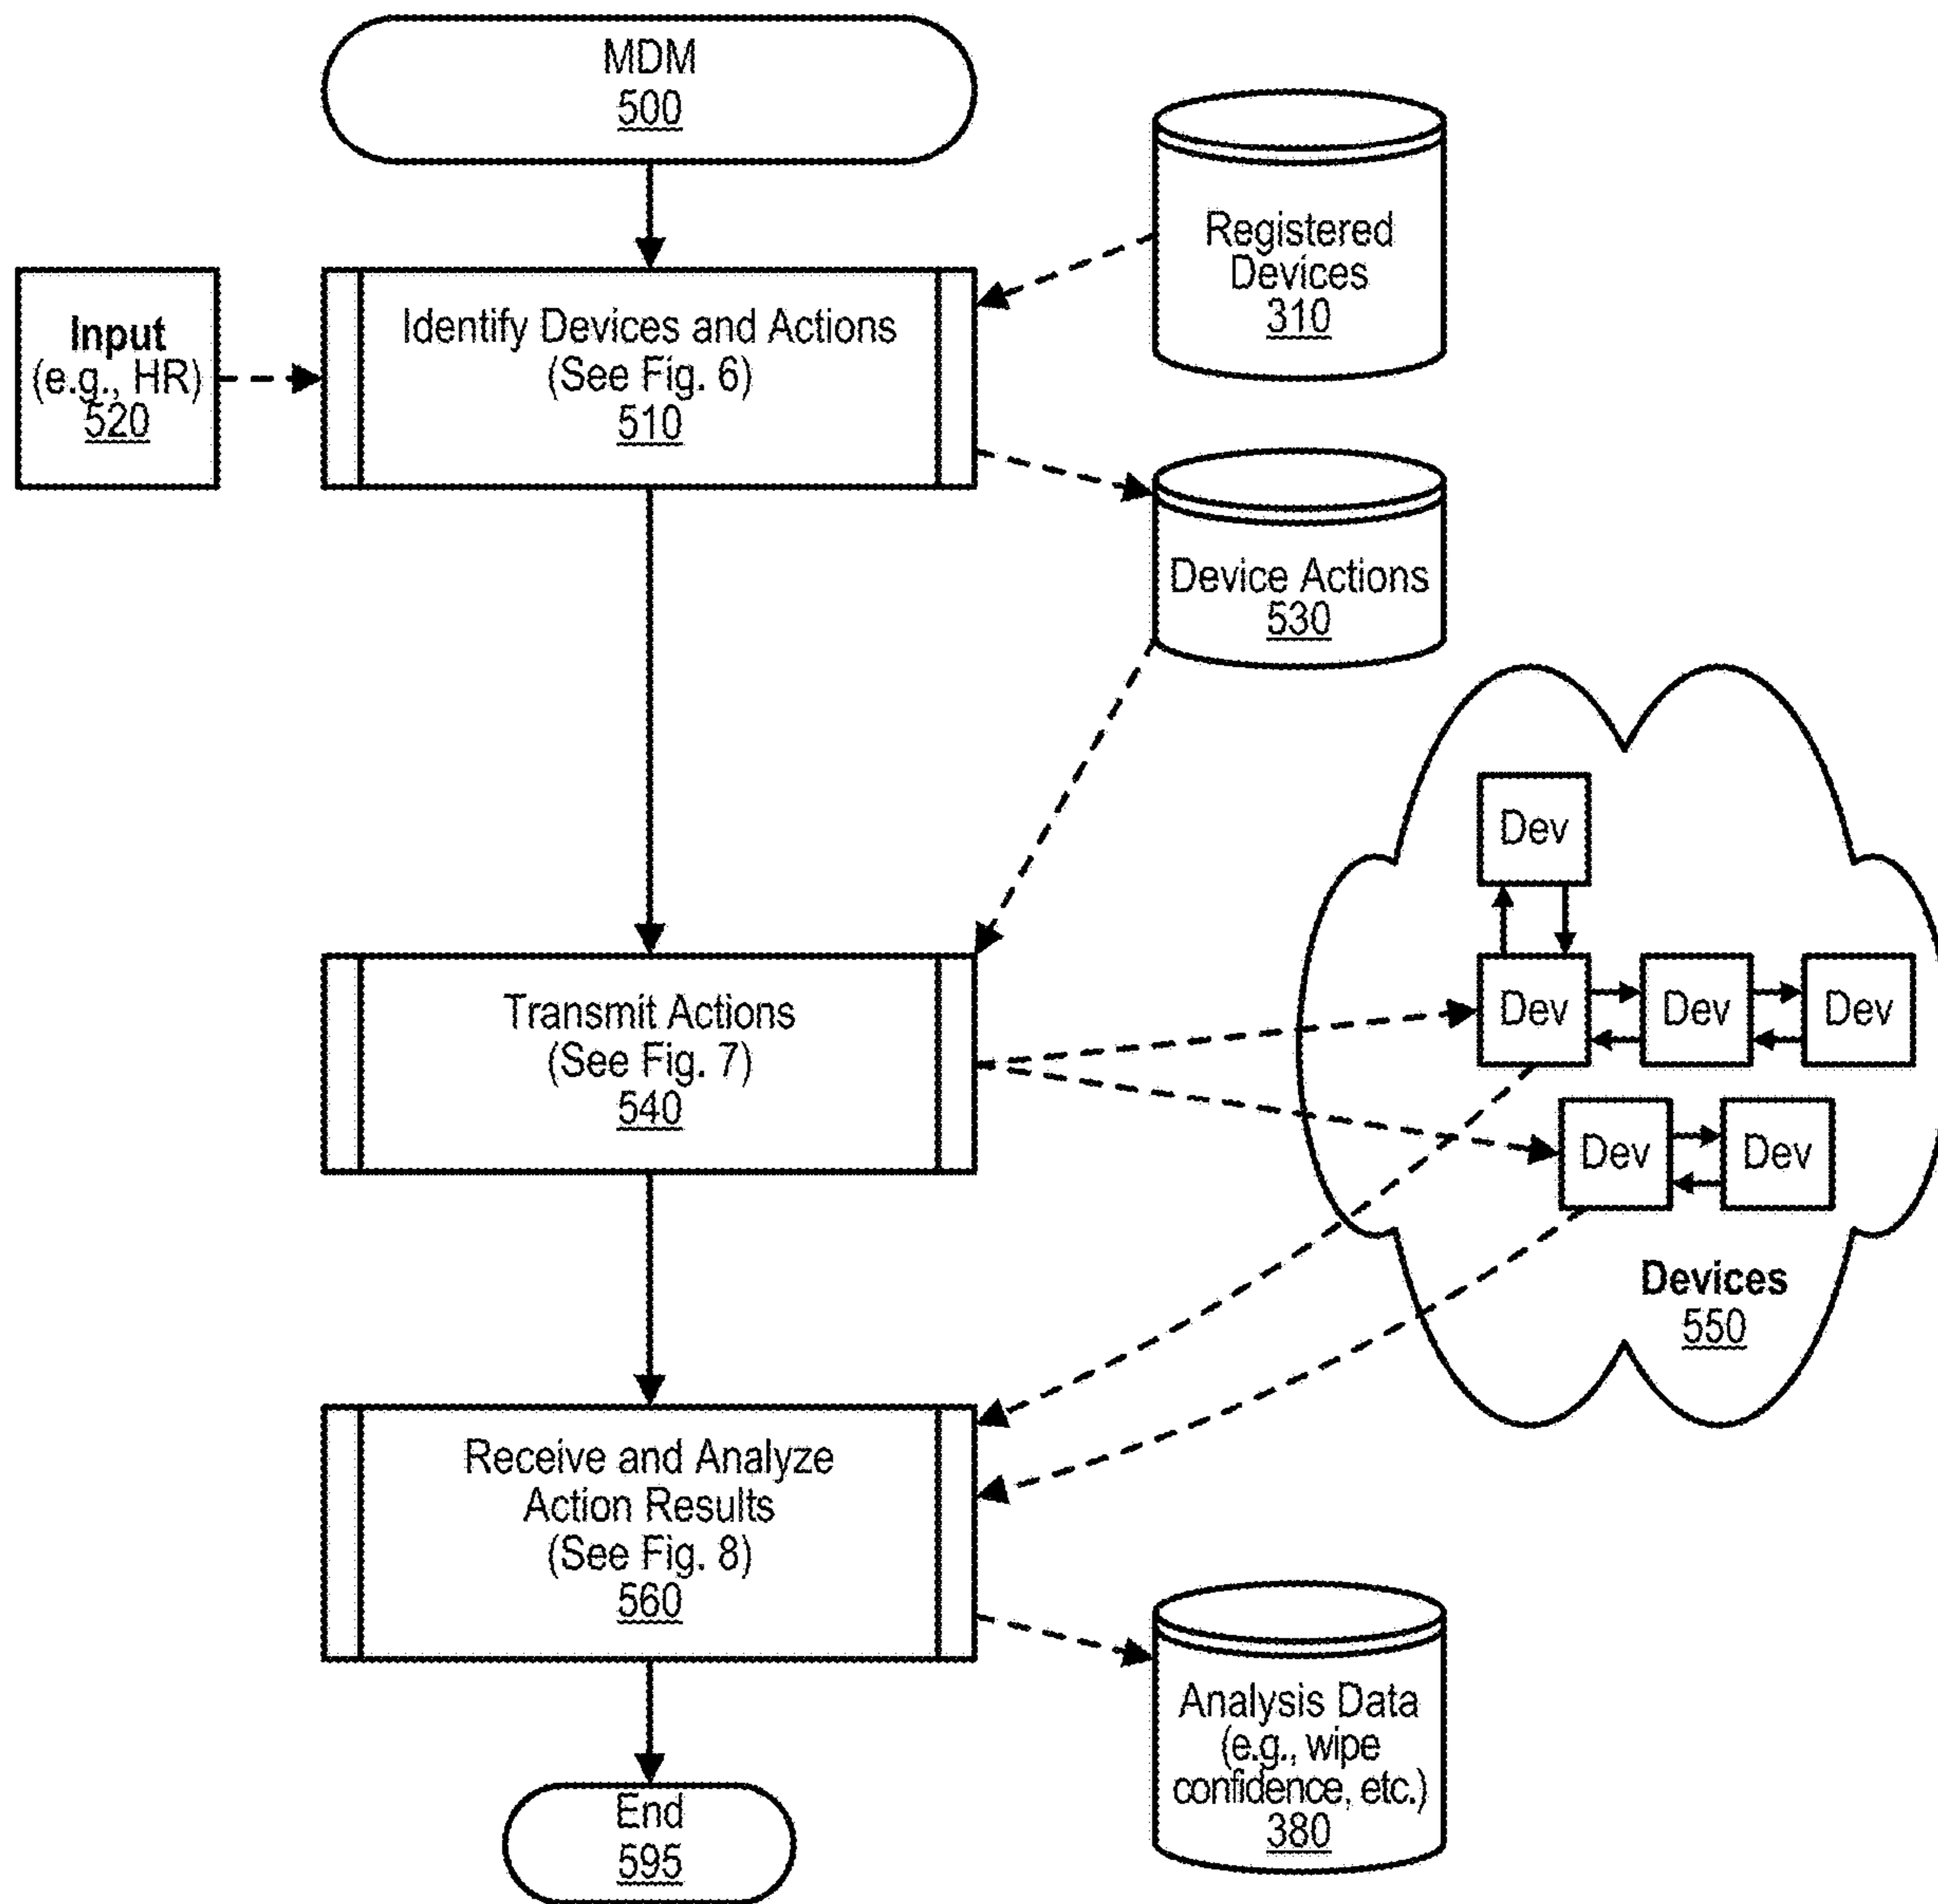 MDM
500
Registered
Devices
310
Input
(e.g., HR)
520
Identify Devices and Actions
(See Fig. 6)
510
Device Actions
530
Dev
Dev
Dev
Dev
Transmit Actions
(See Fig. 7)
540
Dev
Dev
Devices
550
Receive and Analyze
Action Results
(See Fig. 8)
560
Analysis Data
(e.g., wipe
confidence, etc.)
380
End
595